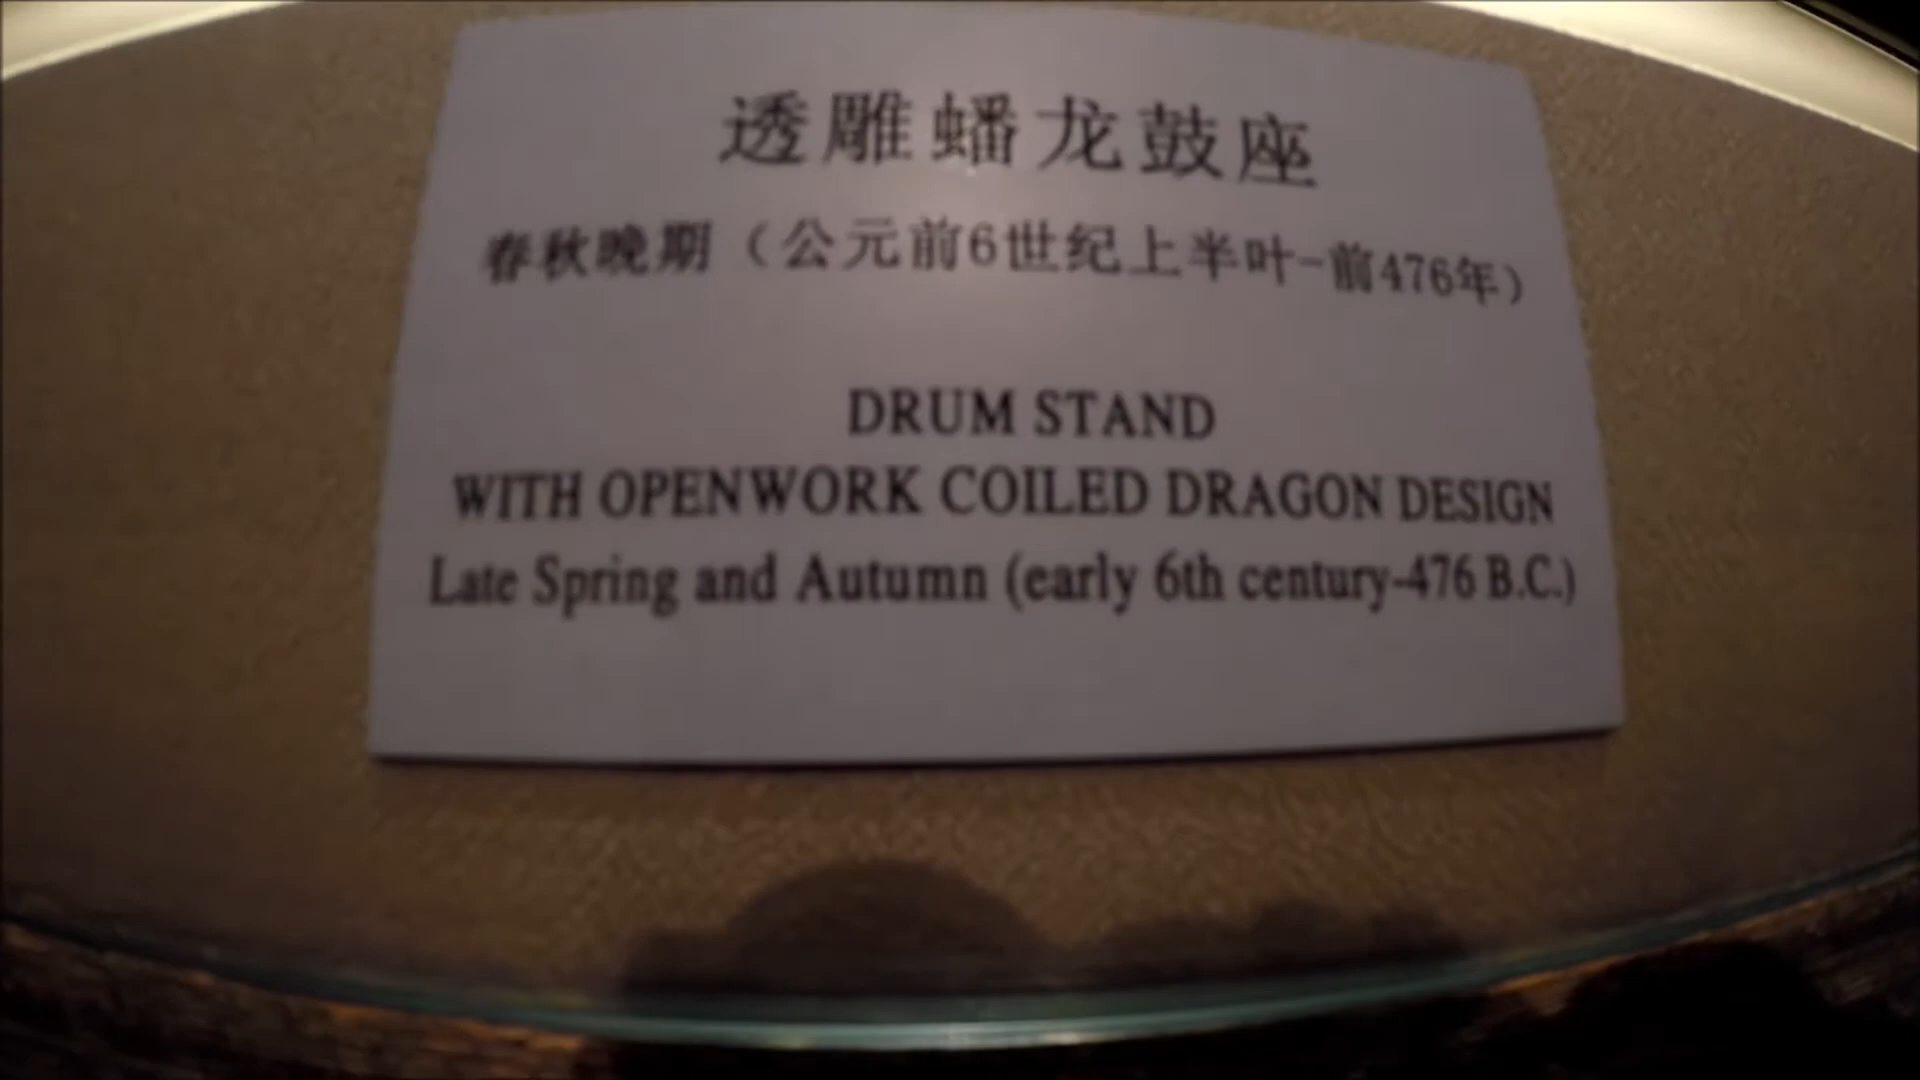 透雕蟠龙鼓座
春秋晚期（公元前6世纪上半叶-前476年）
DRUM STAND
WITH OPENWORK COILED DRAGON DESIGN
Late Spring and Autumn (early 6th century-476 B.C.)